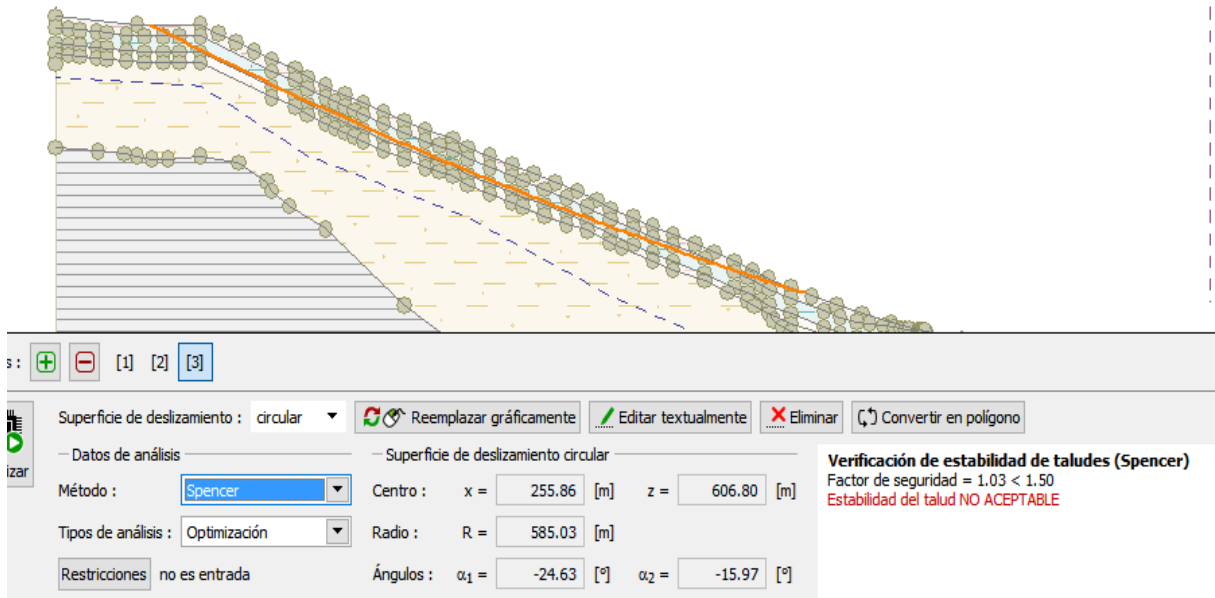 s : [1] [2] [3]
Superficie de deslizamiento : circular Reemplazar gráficamente Editar textualmente Eliminar Convertir en polígono
izar
Datos de análisis Superficie de deslizamiento circular
Verificación de estabilidad de taludes (Spencer)
Factor de seguridad = 1.03 < 1.50
Estabilidad del talud NO ACEPTABLE
Método : Spencer Centro : x = 255.86 [m] z = 606.80 [m]
Tipos de análisis : Optimización Radio : R = 585.03 [m]
Restricciones no es entrada Ángulos : α1 = -24.63 [°] α2 = -15.97 [°]